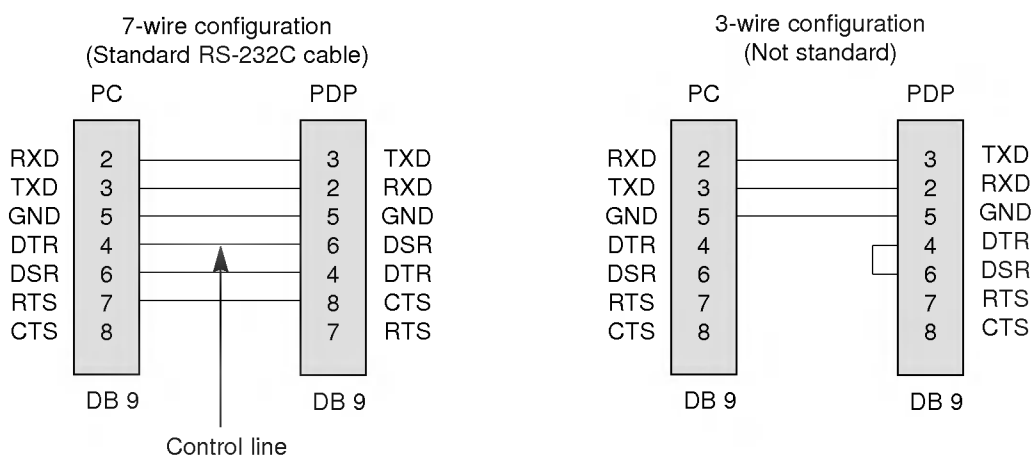 7-wire configuration
(Standard RS-232C cable)
PC PDP
RXD 2 3 TXD
TXD 3 2 RXD
GND 5 5 GND
DTR 4 6 DSR
DSR 6 4 DTR
RTS 7 8 CTS
CTS 8 7 RTS
DB 9 DB 9
Control line
3-wire configuration
(Not standard)
PC PDP
RXD 2 3 TXD
TXD 3 2 RXD
GND 5 5 GND
DTR 4 4 DTR
DSR 6 6 DSR
RTS 7 7 RTS
CTS 8 8 CTS
DB 9 DB 9